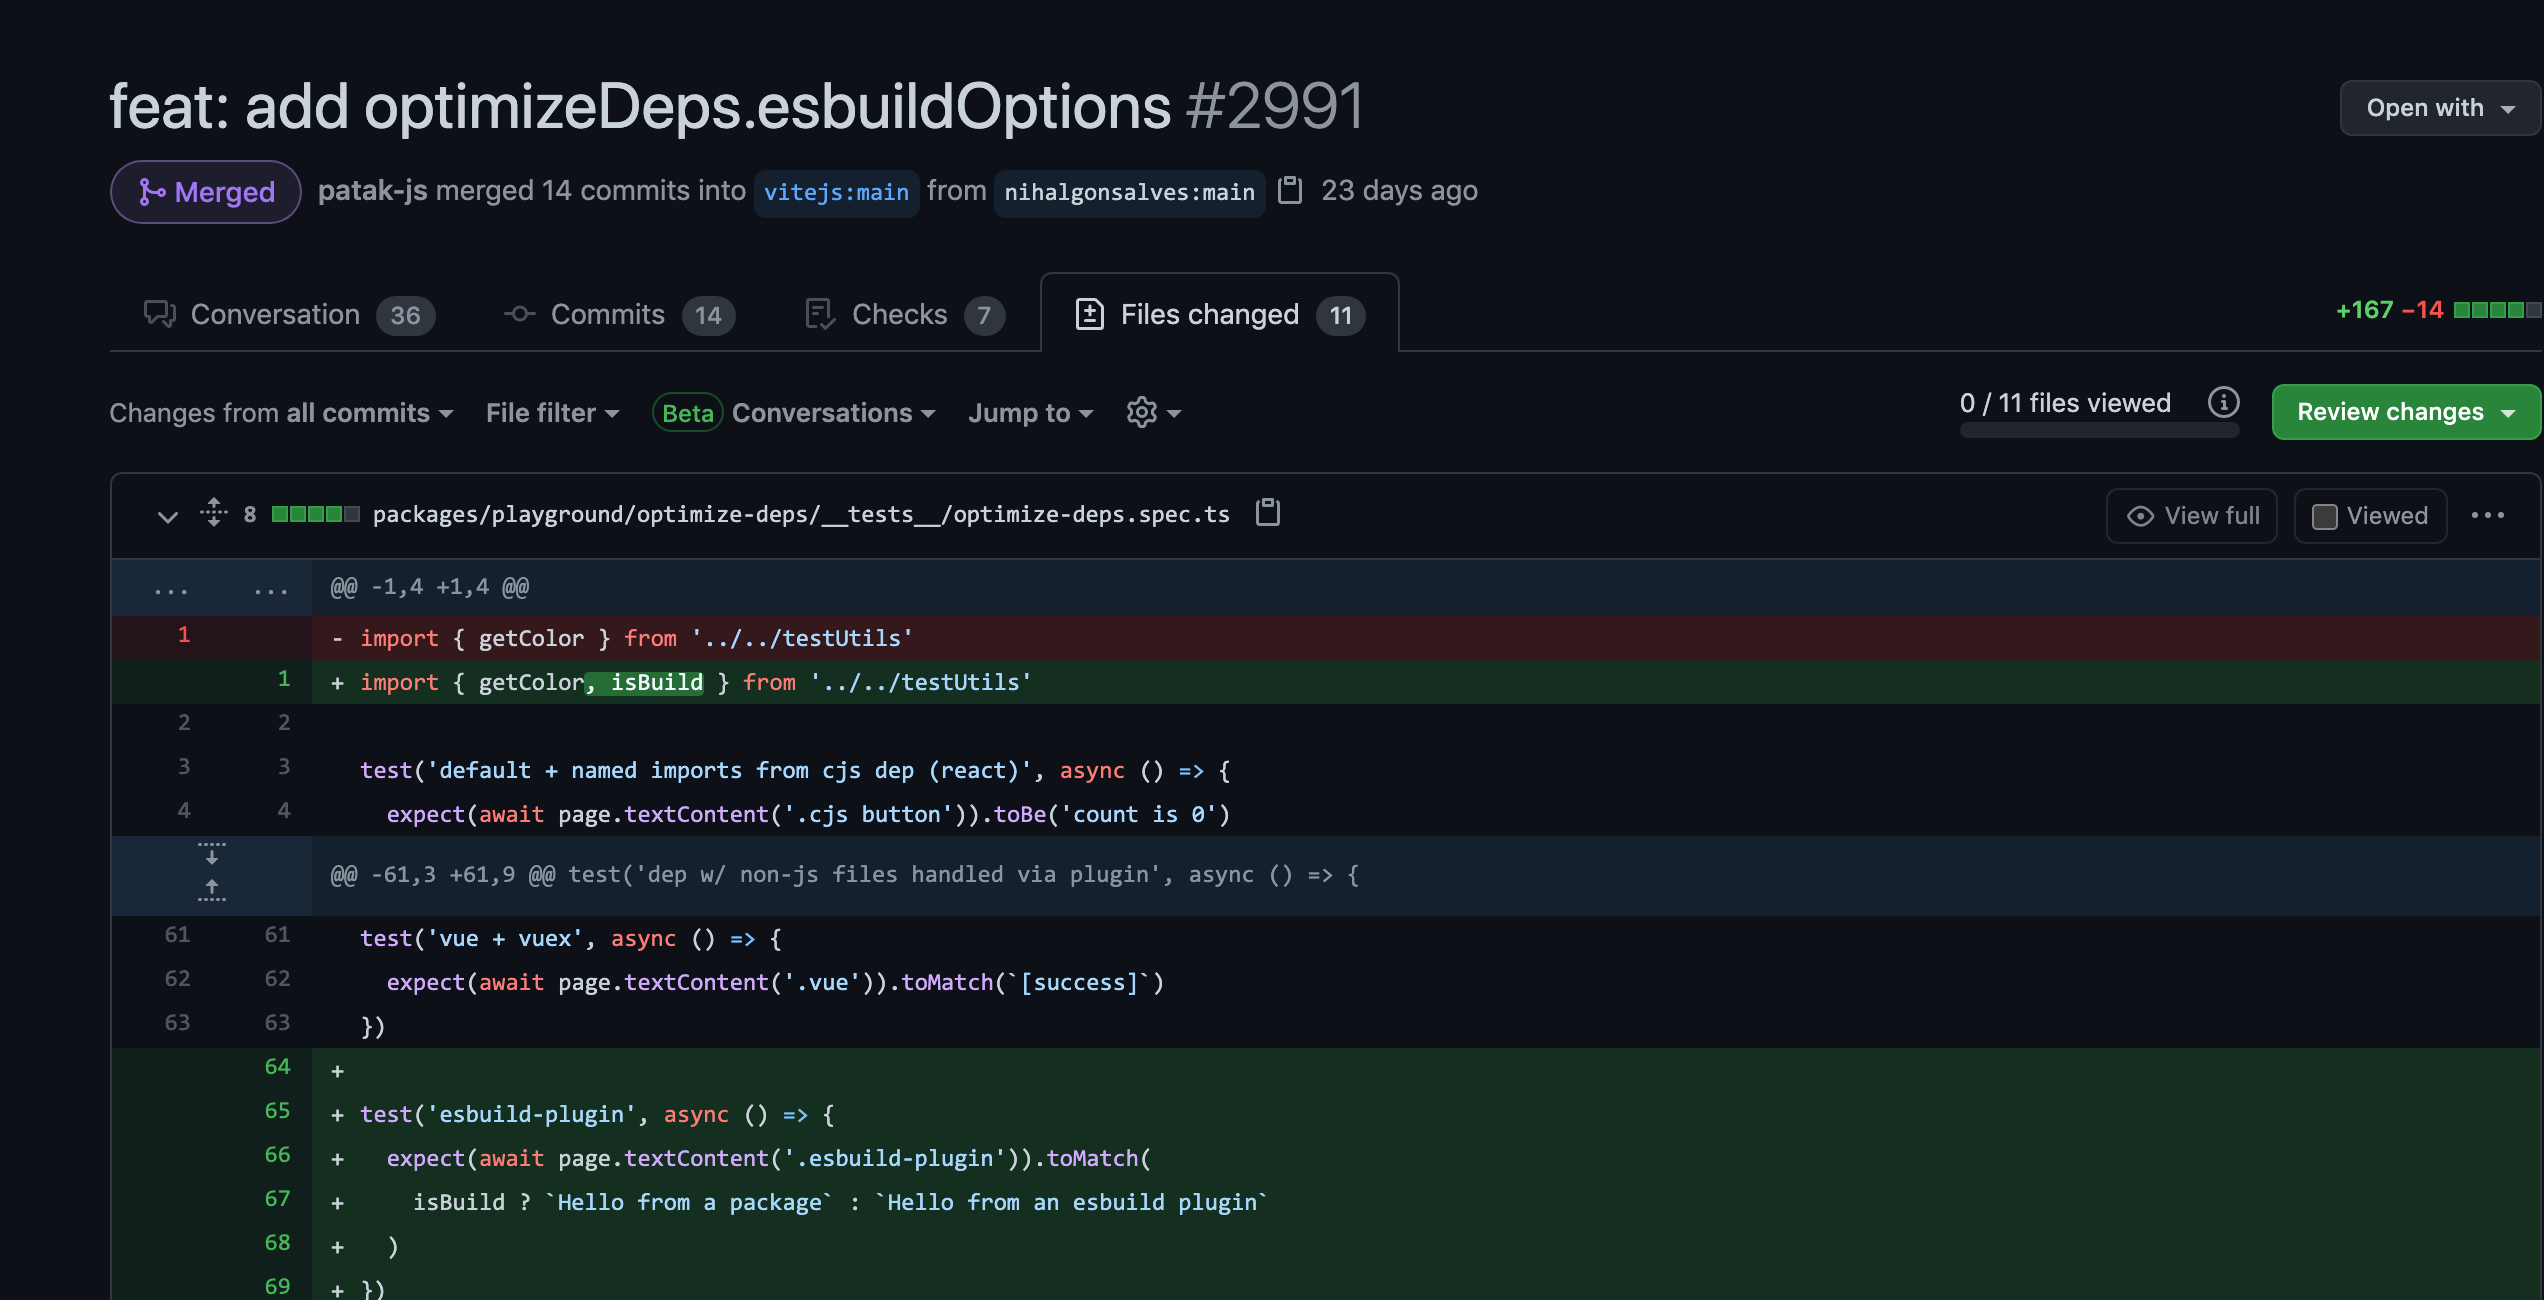 feat: add optimizeDeps.esbuildOptions #2991
Open with
Merged patak-js merged 14 commits into vitejs:main from nihalgonsalves:main 23 days ago
Conversation 36 Commits 14 Checks 7 Files changed 11 +167 −14
Changes from all commits File filter Beta Conversations Jump to 0 / 11 files viewed Review changes
8 packages/playground/optimize-deps/__tests__/optimize-deps.spec.ts View full Viewed ...
... ... @@ -1,4 +1,4 @@
1 - import { getColor } from '../../testUtils'
1 + import { getColor, isBuild } from '../../testUtils'
2 2
3 3 test('default + named imports from cjs dep (react)', async () => {
4 4 expect(await page.textContent('.cjs button')).toBe('count is 0')
@@ -61,3 +61,9 @@ test('dep w/ non-js files handled via plugin', async () => {
61 61 test('vue + vuex', async () => {
62 62 expect(await page.textContent('.vue')).toMatch(`[success]`)
63 63 })
64 +
65 + test('esbuild-plugin', async () => {
66 + expect(await page.textContent('.esbuild-plugin')).toMatch(
67 + isBuild ? `Hello from a package` : `Hello from an esbuild plugin`
68 + )
69 + })